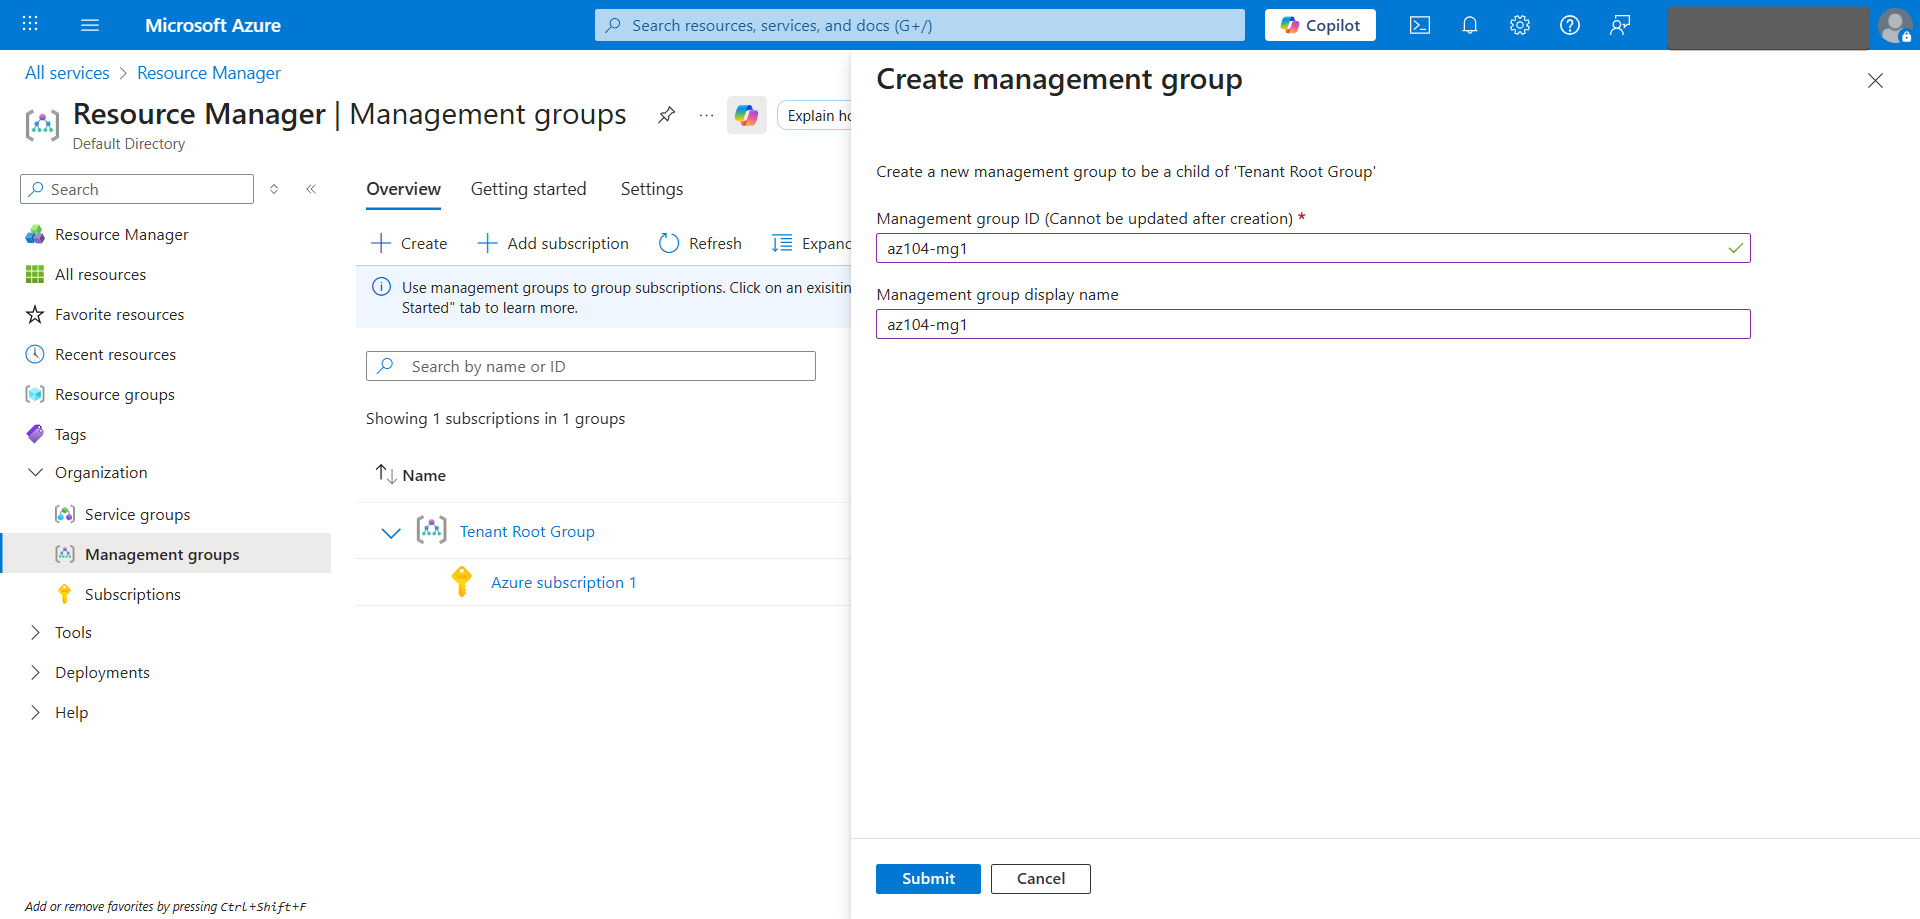 Microsoft Azure
Search resources, services, and docs (G+/)
Copilot
All services > Resource Manager
Resource Manager | Management groups
Default Directory
Explain ho
Search
Resource Manager
All resources
Favorite resources
Recent resources
Resource groups
Tags
Organization
Service groups
Management groups
Subscriptions
Tools
Deployments
Help
Add or remove favorites by pressing Ctrl+Shift+F
Overview
Getting started
Settings
Create
Add subscription
Refresh
Expand
Use management groups to group subscriptions. Click on an exisitin
Started" tab to learn more.
Search by name or ID
Showing 1 subscriptions in 1 groups
Name
Tenant Root Group
Azure subscription 1
Create management group
Create a new management group to be a child of 'Tenant Root Group'
Management group ID (Cannot be updated after creation) *
az104-mg1
Management group display name
az104-mg1
Submit
Cancel